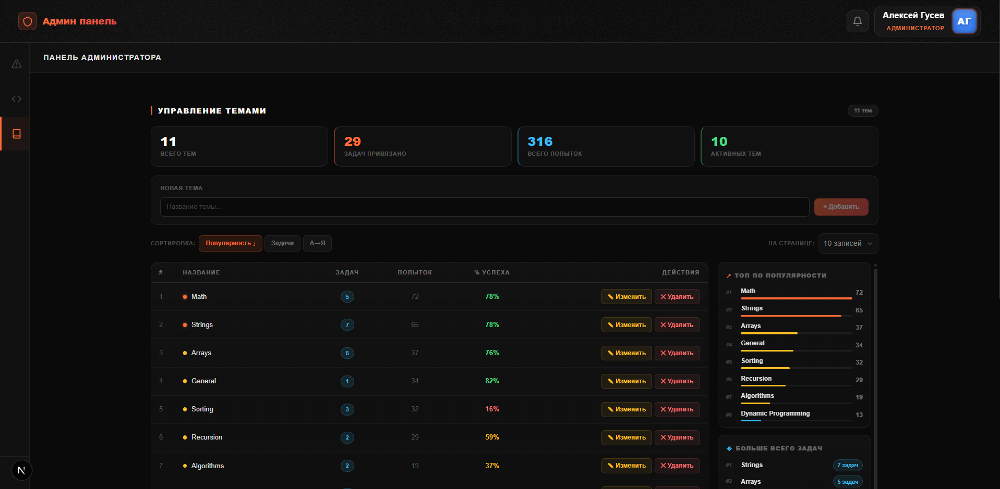 Админ панель
Алексей Гусев
АДМИНИСТРАТОР
АГ
ПАНЕЛЬ АДМИНИСТРАТОРА
УПРАВЛЕНИЕ ТЕМАМИ
11 тем
11
ВСЕГО ТЕМ
29
ЗАДАЧ ПРИВЯЗАНО
316
ВСЕГО ПОПЫТОК
10
АКТИВНЫХ ТЕМ
НОВАЯ ТЕМА
Название темы...
+ Добавить
СОРТИРОВКА: Популярность ↓ Задачи А→Я
НА СТРАНИЦЕ: 10 записей
# НАЗВАНИЕ ЗАДАЧ ПОПЫТОК % УСПЕХА ДЕЙСТВИЯ
1 Math 5 72 78% Изменить Удалить
2 Strings 7 65 78% Изменить Удалить
3 Arrays 5 37 76% Изменить Удалить
4 General 1 34 82% Изменить Удалить
5 Sorting 3 32 16% Изменить Удалить
6 Recursion 2 29 59% Изменить Удалить
7 Algorithms 2 19 37% Изменить Удалить
ТОП ПО ПОПУЛЯРНОСТИ
#1 Math 72
#2 Strings 65
#3 Arrays 37
#4 General 34
#5 Sorting 32
#6 Recursion 29
#7 Algorithms 19
#8 Dynamic Programming 13
БОЛЬШЕ ВСЕГО ЗАДАЧ
#1 Strings 7 задач
#2 Arrays 5 задач
N